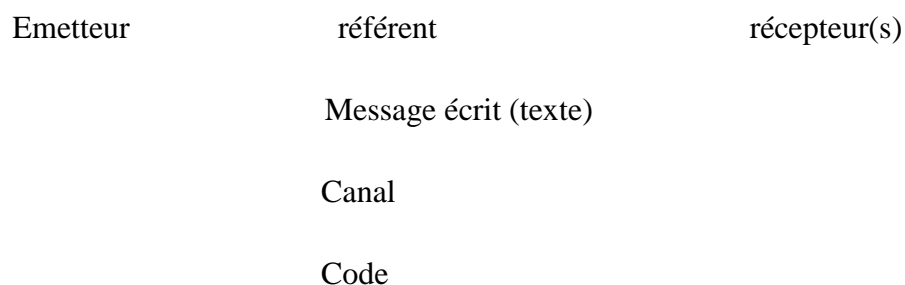 Emetteur référent récepteur(s)
Message écrit (texte)
Canal
Code